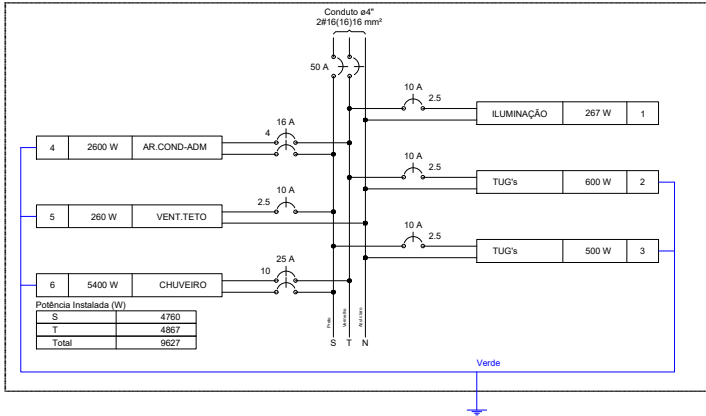 Conduto ø4"
2#16(16)16 mm²
50 A
10 A
2.5
ILUMINAÇÃO 267 W 1
16 A
4
4 2600 W AR.COND-ADM
10 A
2.5
TUG's 600 W 2
10 A
2.5
5 260 W VENT.TETO
10 A
2.5
TUG's 500 W 3
25 A
10
6 5400 W CHUVEIRO
Potência Instalada (W)
S 4760
T 4867
Total 9627
Preto
Vermelho
S T N
Verde